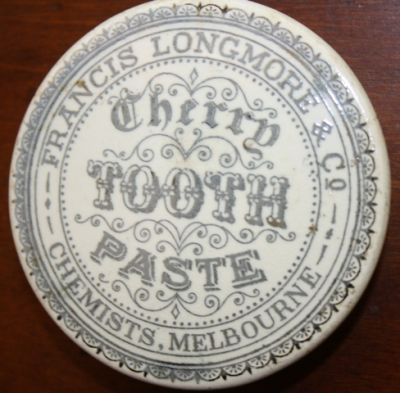 FRANCIS LONGMORE & Co.
Cherry
TOOTH
PASTE
CHEMISTS, MELBOURNE